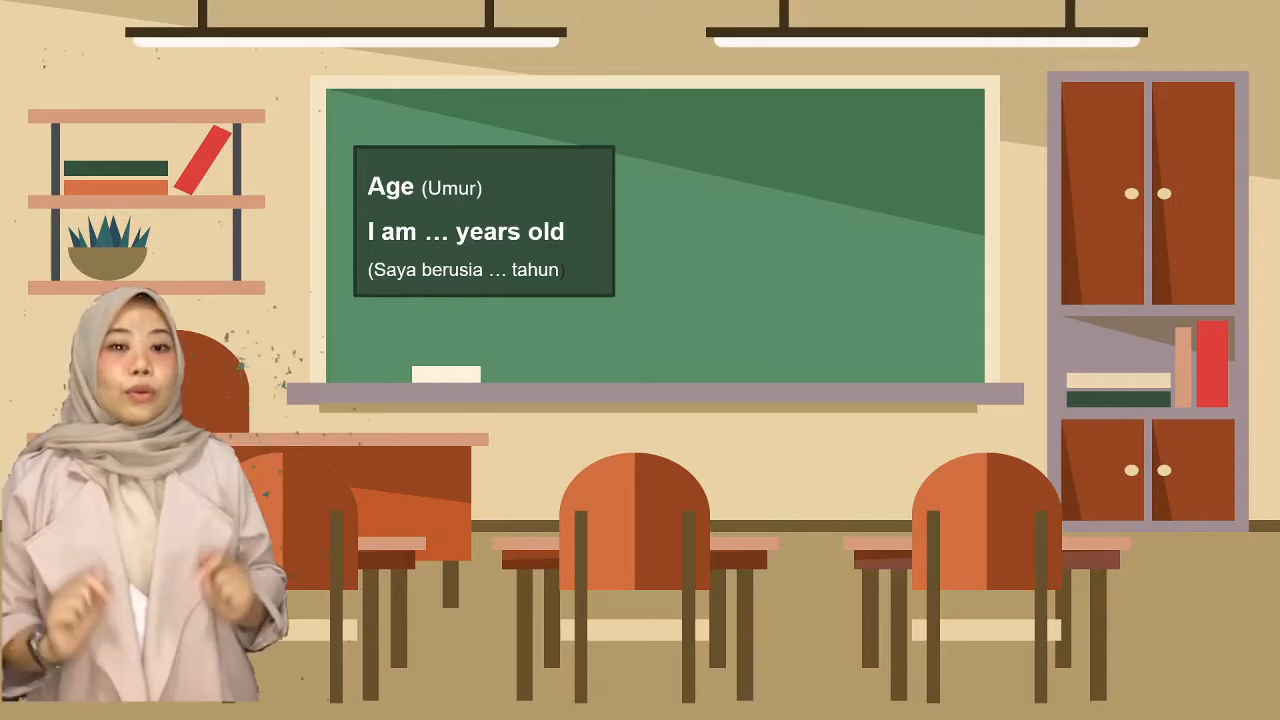 Age (Umur)
I am … years old
(Saya berusia … tahun)